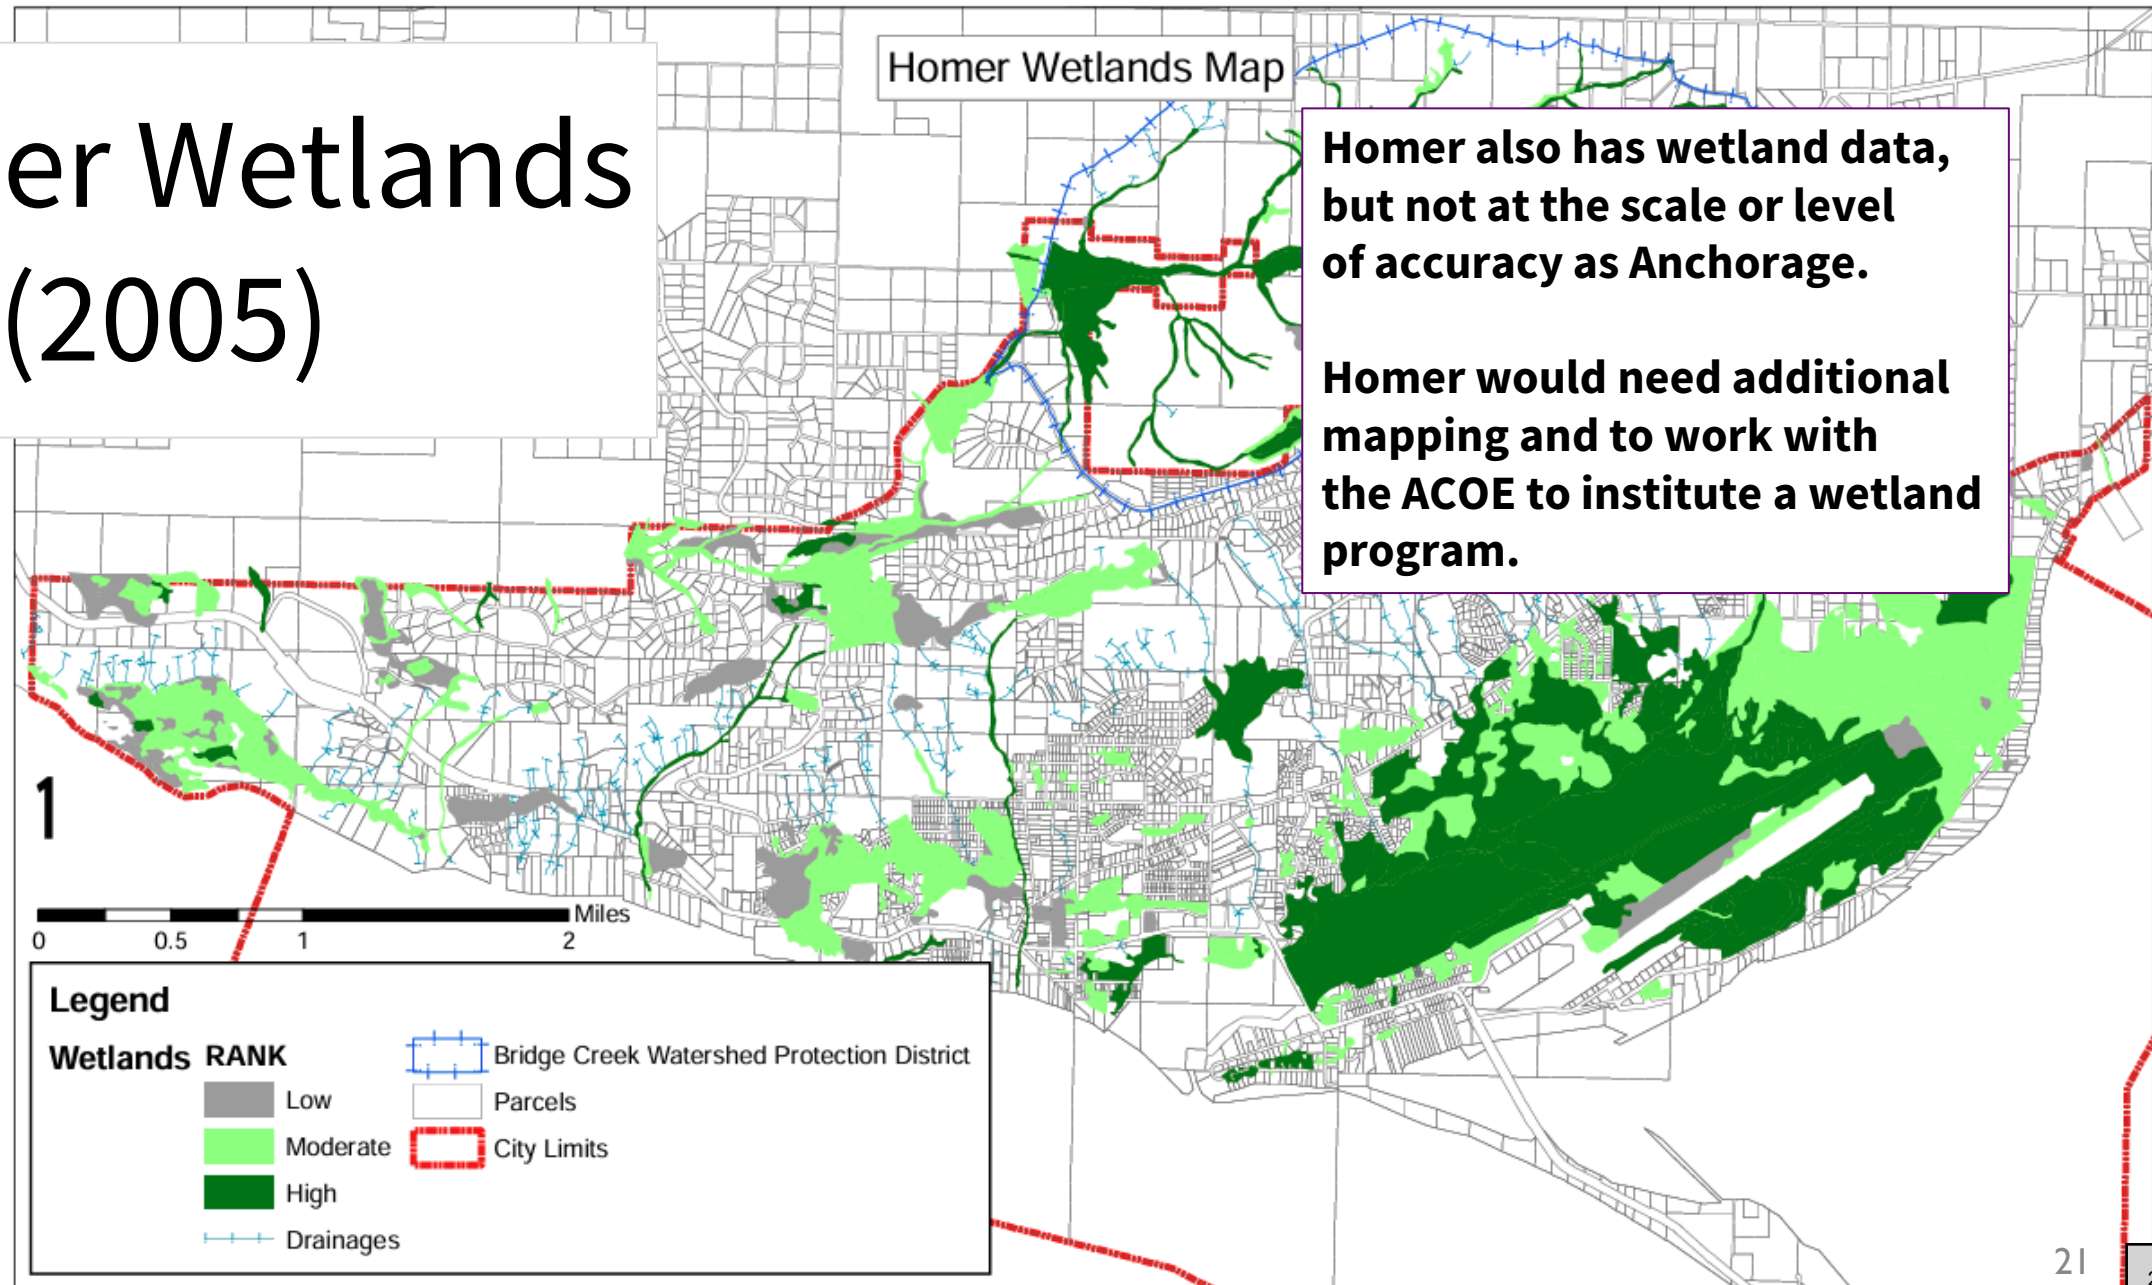 er Wetlands
(2005)
Homer Wetlands Map
Homer also has wetland data,
but not at the scale or level
of accuracy as Anchorage.
Homer would need additional
mapping and to work with
the ACOE to institute a wetland
program.
1
Miles
0 0.5 1 2
Legend
Wetlands RANK
Low
Moderate
High
Drainages
Bridge Creek Watershed Protection District
Parcels
City Limits
21